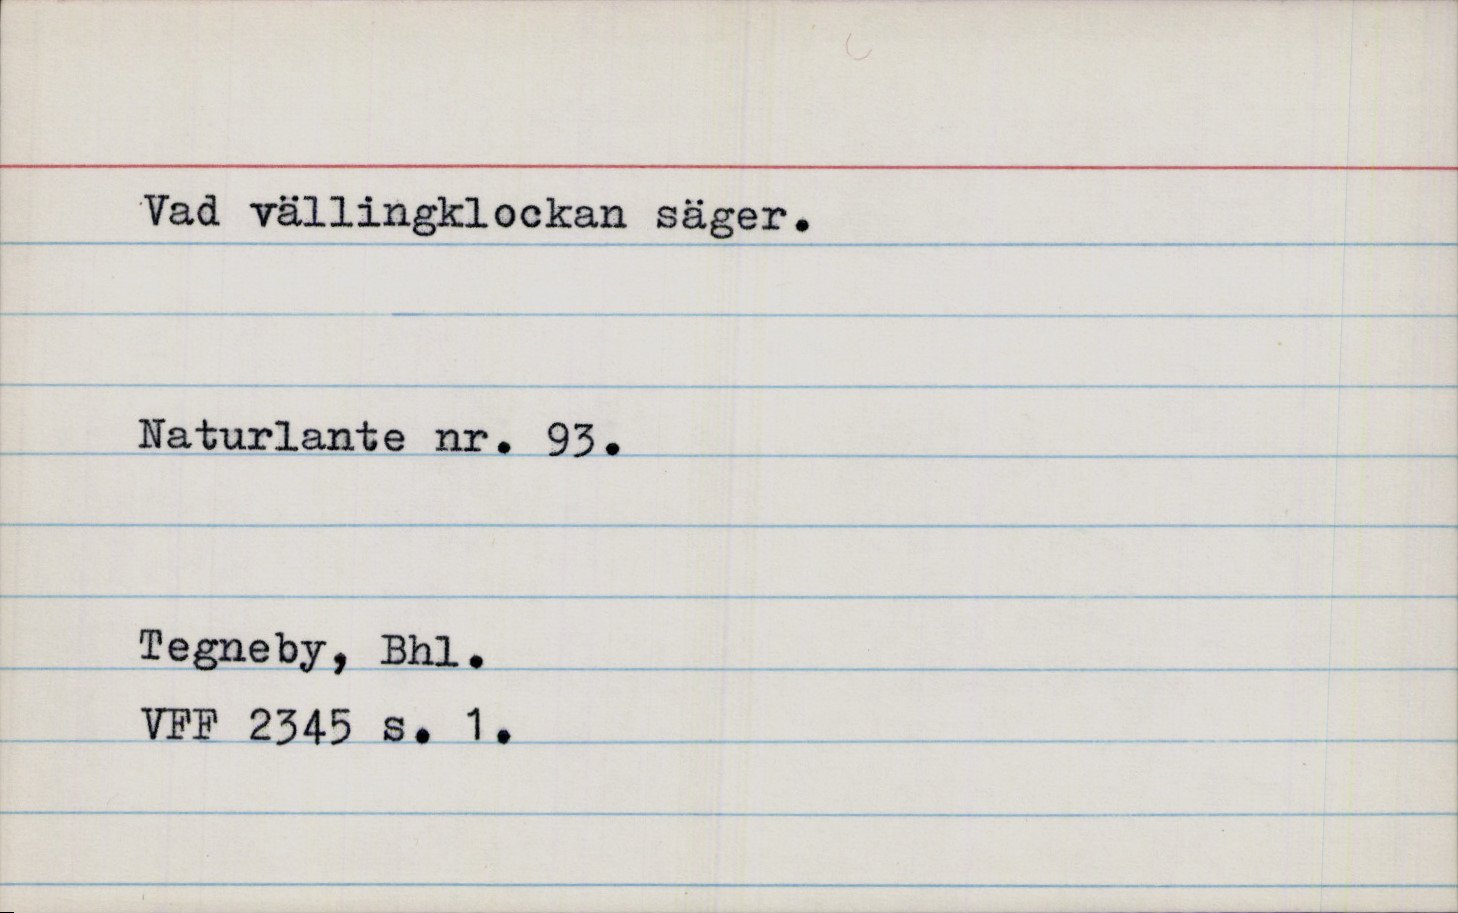 Vad vällingklockan säger.
Naturlante nr. 93.
Tegneby, Bhl.
VFF 2345 s. 1.